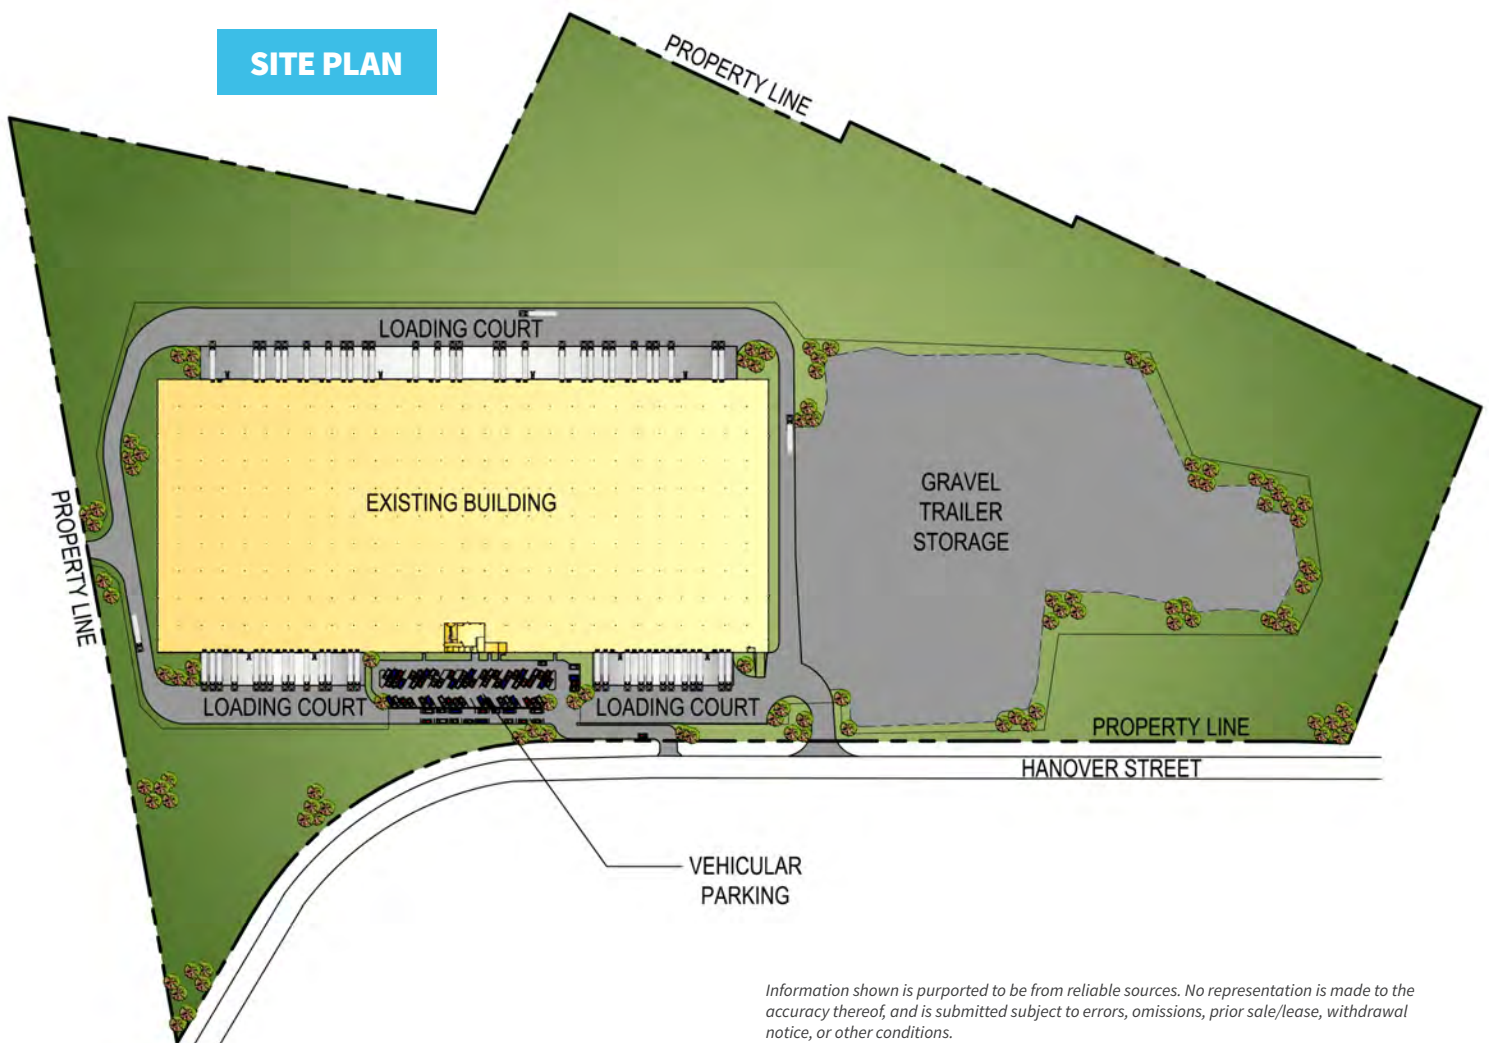 SITE PLAN
PROPERTY LINE
LOADING COURT
EXISTING BUILDING
GRAVEL
TRAILER
STORAGE
PROPERTY LINE
LOADING COURT
LOADING COURT
PROPERTY LINE
HANOVER STREET
VEHICULAR
PARKING
Information shown is purported to be from reliable sources. No representation is made to the
accuracy thereof, and is submitted subject to errors, omissions, prior sale/lease, withdrawal
notice, or other conditions.